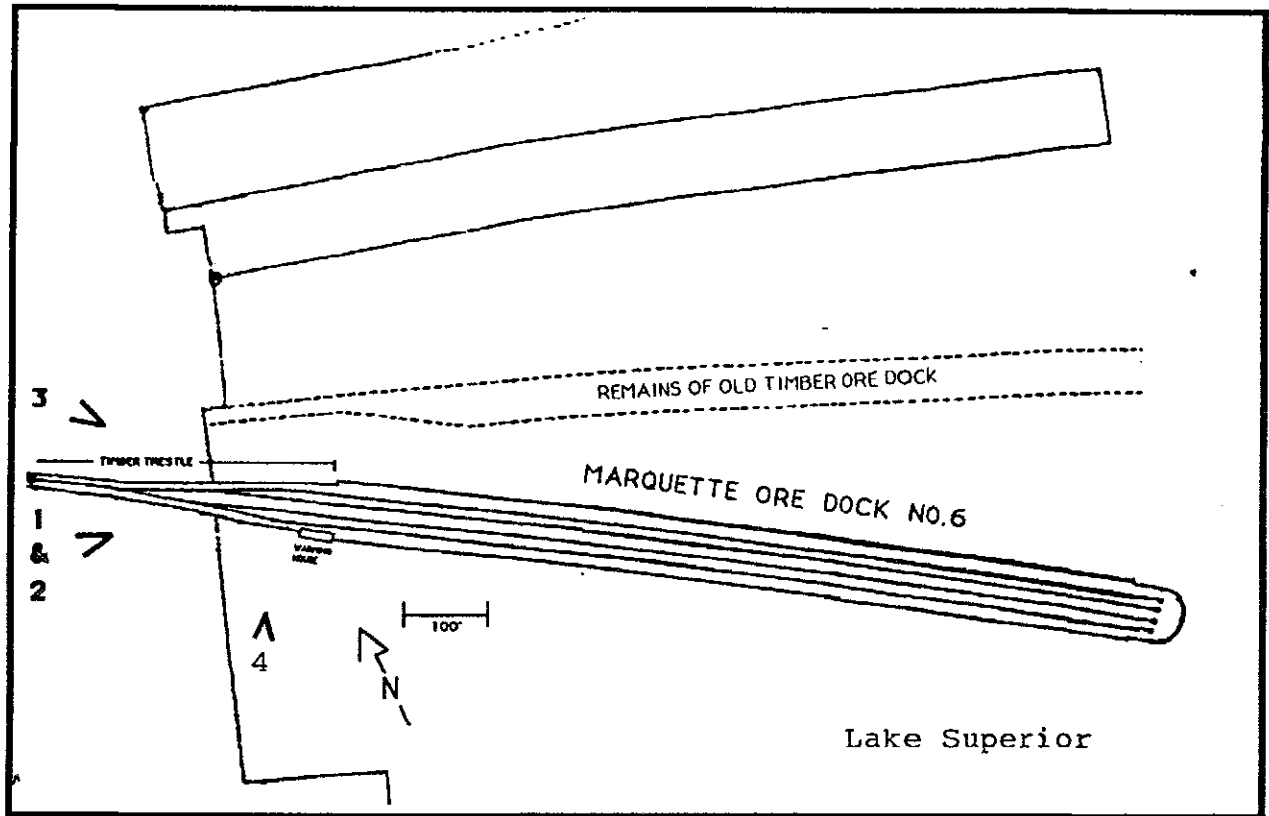 REMAINS OF OLD TIMBER ORE DOCK
3
TIMBER TRESTLE
MARQUETTE ORE DOCK NO.6
1
&
2
HOUSE
100'
4
N
Lake Superior